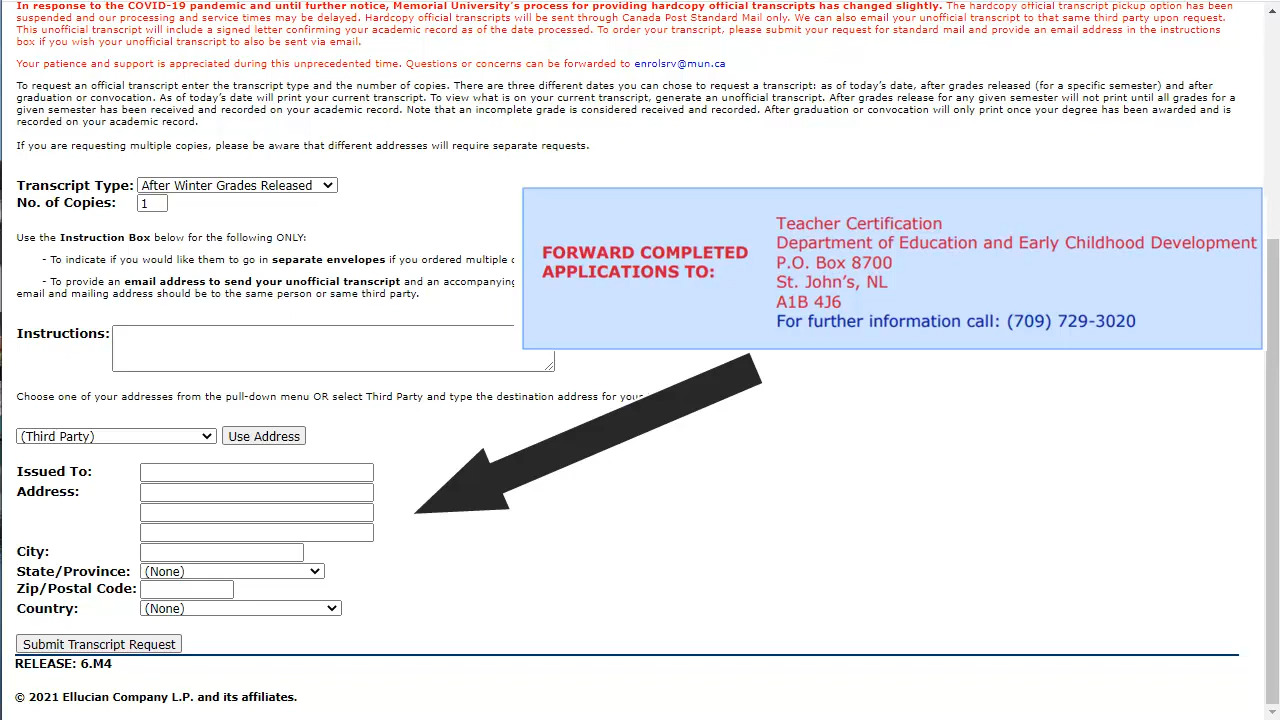 In response to the COVID-19 pandemic and until further notice, Memorial University's process for providing hardcopy official transcripts has changed slightly. The hardcopy official transcript pickup option has been
suspended and our processing and service times may be delayed. Hardcopy official transcripts will be sent through Canada Post Standard Mail only. We can also email your unofficial transcript to that same third party upon request.
This unofficial transcript will include a signed letter confirming your academic record as of the date processed. To order your transcript, please submit your request for standard mail and provide an email address in the instructions
box if you wish your unofficial transcript to also be sent via email.
Your patience and support is appreciated during this unprecedented time. Questions or concerns can be forwarded to enrolsrv@mun.ca
To request an official transcript enter the transcript type and the number of copies. There are three different dates you can chose to request a transcript: as of today's date, after grades released (for a specific semester) and after
graduation or convocation. As of today's date will print your current transcript. To view what is on your current transcript, generate an unofficial transcript. After grades release for any given semester will not print until all grades for a
given semester has been received and recorded on your academic record. Note that an incomplete grade is considered received and recorded. After graduation or convocation will only print once your degree has been awarded and is
recorded on your academic record.
If you are requesting multiple copies, please be aware that different addresses will require separate requests.
Transcript Type: After Winter Grades Released
No. of Copies: 1
Use the Instruction Box below for the following ONLY:
- To indicate if you would like them to go in separate envelopes if you ordered multiple
- To provide an email address to send your unofficial transcript and an accompanying
email and mailing address should be to the same person or same third party.
FORWARD COMPLETED
APPLICATIONS TO:
Teacher Certification
Department of Education and Early Childhood Development
P.O. Box 8700
St. John's, NL
A1B 4J6
For further information call: (709) 729-3020
Instructions:
Choose one of your addresses from the pull-down menu OR select Third Party and type the destination address for your
(Third Party) Use Address
Issued To:
Address:
City:
State/Province: (None)
Zip/Postal Code:
Country: (None)
Submit Transcript Request
RELEASE: 6.M4
© 2021 Ellucian Company L.P. and its affiliates.